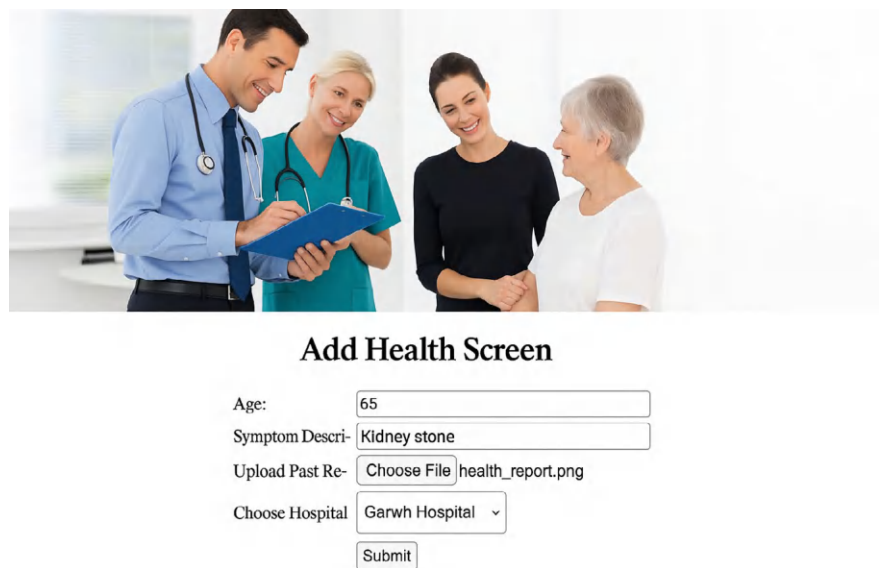 Add Health Screen
Age: 65
Symptom Descri- Kidney stone
Upload Past Re- Choose File health_report.png
Choose Hospital Garwh Hospital
Submit